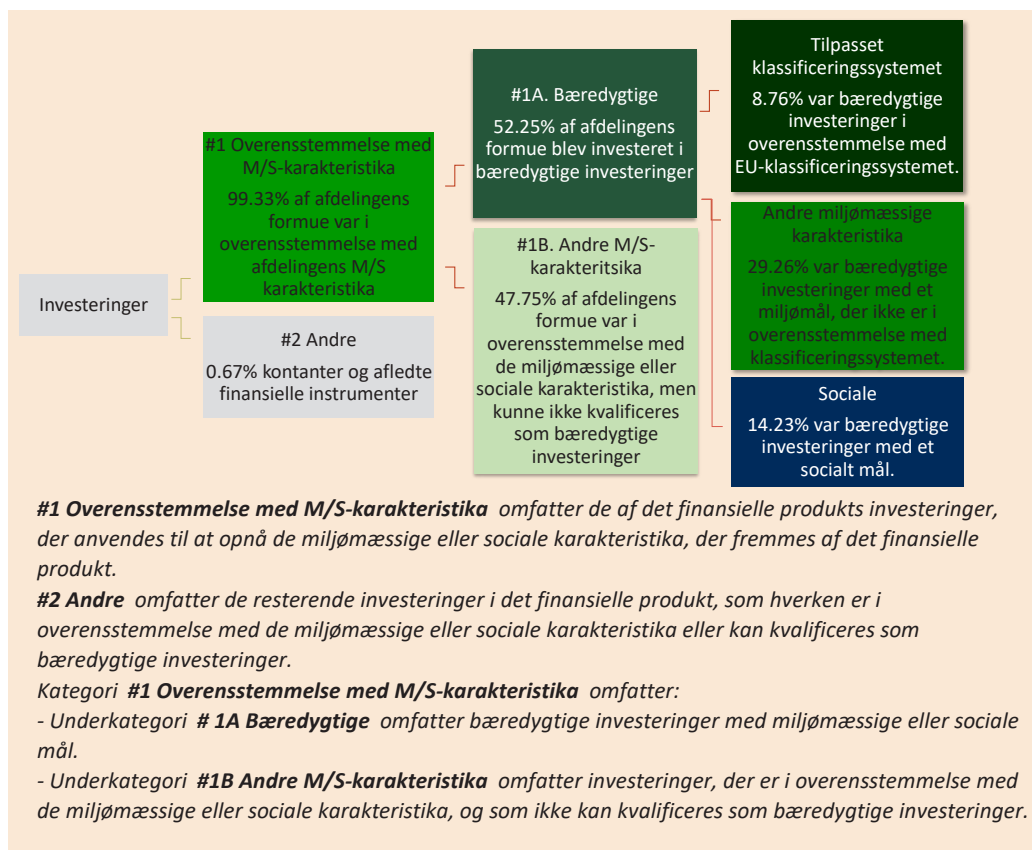 Investeringer
#1 Overensstemmelse med
M/S-karakteristika
99.33% af afdelingens
formue var i
overensstemmelse med
afdelingens M/S
karakteristika
#2 Andre
0.67% kontanter og afledte
finansielle instrumenter
#1A. Bæredygtige
52.25% af afdelingens
formue blev investeret i
bæredygtige investeringer
#1B. Andre M/S-
karakteritsika
47.75% af afdelingens
formue var i
overensstemmelse med
de miljømæssige eller
sociale karakteristika, men
kunne ikke kvalificeres
som bæredygtige
investeringer
Tilpasset
klassificeringssystemet
8.76% var bæredygtige
investeringer i
overensstemmelse med
EU-klassificeringssystemet.
Andre miljømæssige
karakteristika
29.26% var bæredygtige
investeringer med et
miljømål, der ikke er i
overensstemmelse med
klassificeringssystemet.
Sociale
14.23% var bæredygtige
investeringer med et
socialt mål.
#1 Overensstemmelse med M/S-karakteristika omfatter de af det finansielle produkts investeringer,
der anvendes til at opnå de miljømæssige eller sociale karakteristika, der fremmes af det finansielle
produkt.
#2 Andre omfatter de resterende investeringer i det finansielle produkt, som hverken er i
overensstemmelse med de miljømæssige eller sociale karakteristika eller kan kvalificeres som
bæredygtige investeringer.
Kategori #1 Overensstemmelse med M/S-karakteristika omfatter:
- Underkategori # 1A Bæredygtige omfatter bæredygtige investeringer med miljømæssige eller sociale
mål.
- Underkategori #1B Andre M/S-karakteristika omfatter investeringer, der er i overensstemmelse med
de miljømæssige eller sociale karakteristika, og som ikke kan kvalificeres som bæredygtige investeringer.